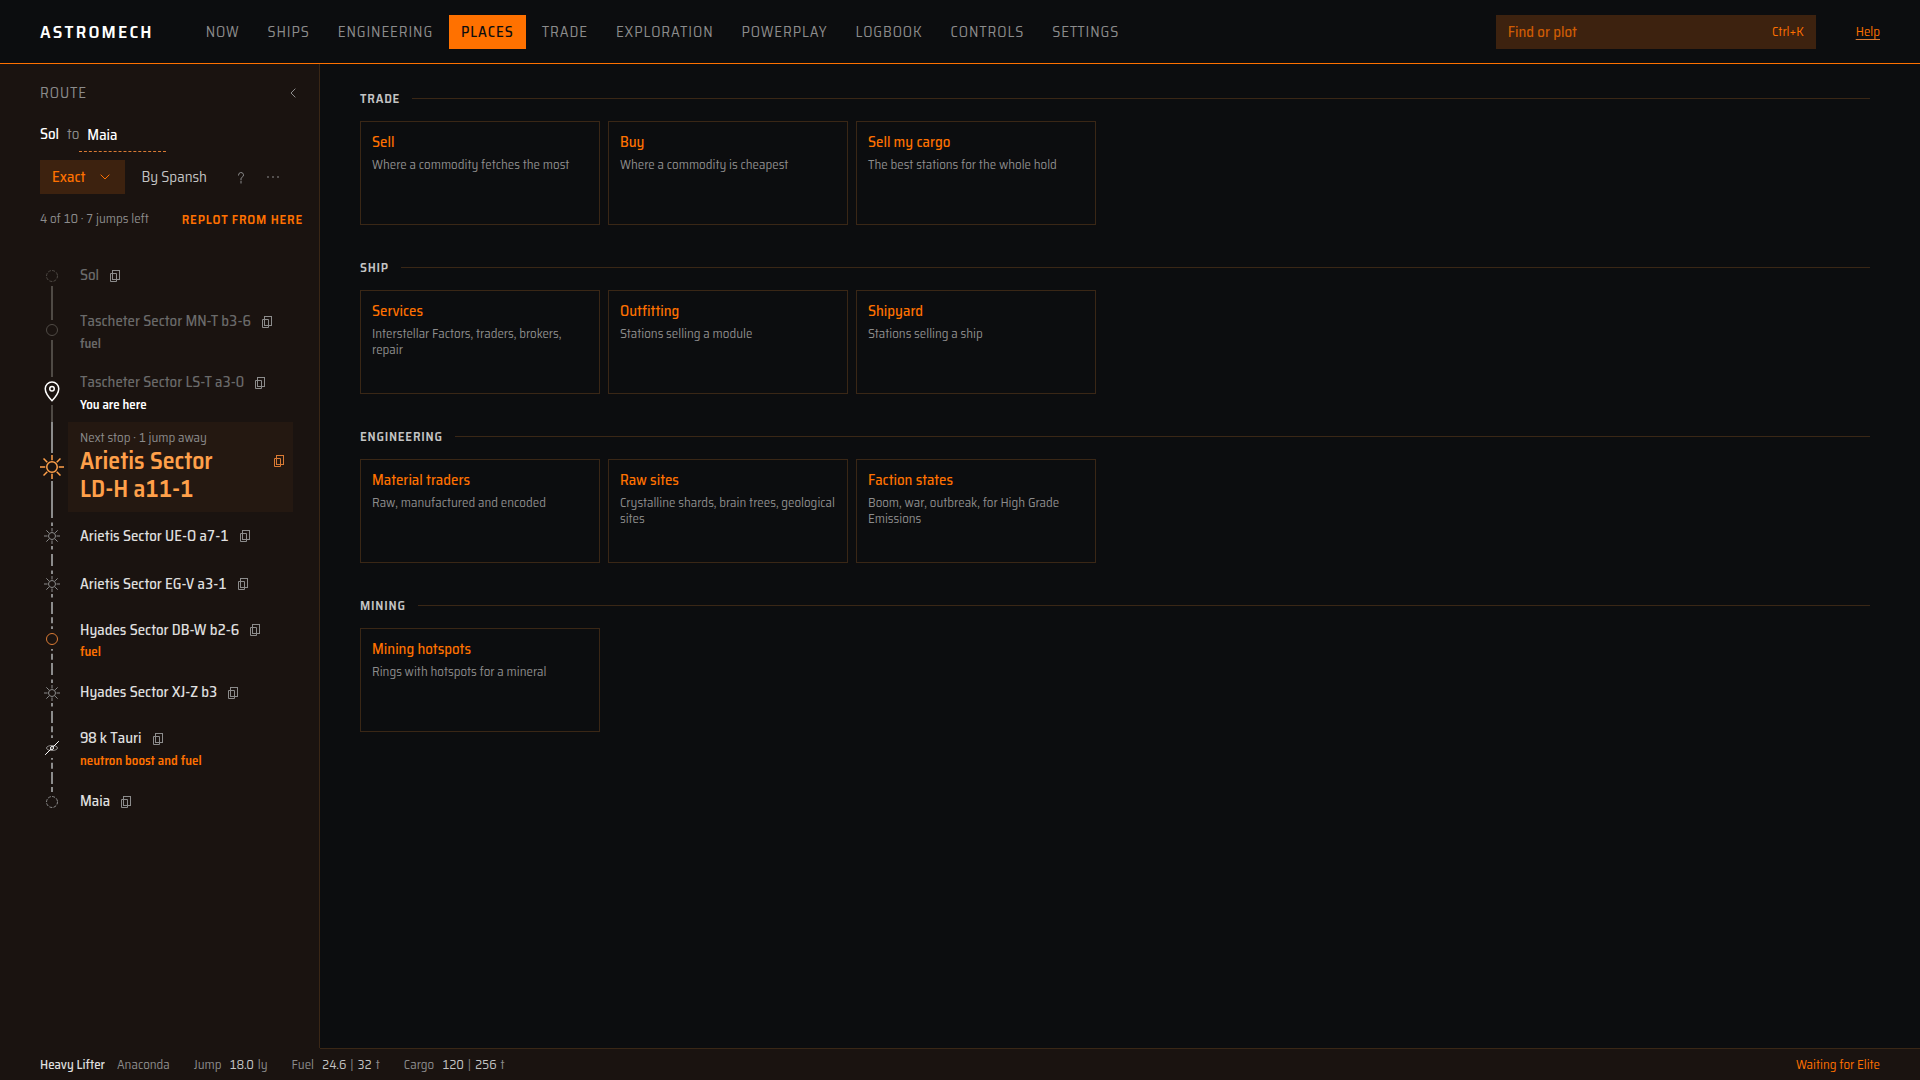 ASTROMECH
NOW
SHIPS
ENGINEERING
PLACES
TRADE
EXPLORATION
POWERPLAY
LOGBOOK
CONTROLS
SETTINGS
Find or plot
Ctrl+K
Help
ROUTE
Sol to Maia
Exact
By Spansh
?
4 of 10 · 7 jumps left
REPLOT FROM HERE
Sol
Tascheter Sector MN-T b3-6
fuel
Tascheter Sector LS-T a3-0
You are here
Next stop · 1 jump away
Arietis Sector
LD-H a11-1
Arietis Sector UE-O a7-1
Arietis Sector EG-V a3-1
Hyades Sector DB-W b2-6
fuel
Hyades Sector XJ-Z b3
98 k Tauri
neutron boost and fuel
Maia
TRADE
Sell
Where a commodity fetches the most
Buy
Where a commodity is cheapest
Sell my cargo
The best stations for the whole hold
SHIP
Services
Interstellar Factors, traders, brokers,
repair
Outfitting
Stations selling a module
Shipyard
Stations selling a ship
ENGINEERING
Material traders
Raw, manufactured and encoded
Raw sites
Crystalline shards, brain trees, geological
sites
Faction states
Boom, war, outbreak, for High Grade
Emissions
MINING
Mining hotspots
Rings with hotspots for a mineral
Heavy Lifter Anaconda Jump 18.0 ly Fuel 24.6 | 32 t Cargo 120 | 256 t
Waiting for Elite